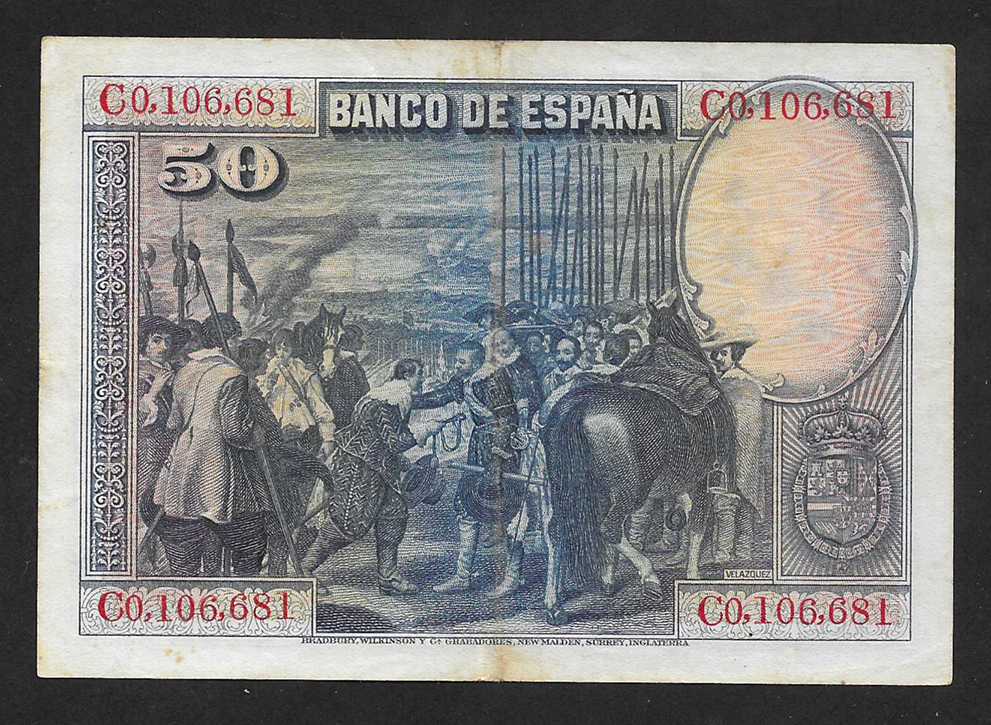 C0,106,681
BANCO DE ESPAÑA
C0,106,681
50
VELAZQUEZ
C0,106,681
C0,106,681
BRADBURY, WILKINSON Y Cª GRABADORES, NEW MALDEN, SURREY, INGLATERRA